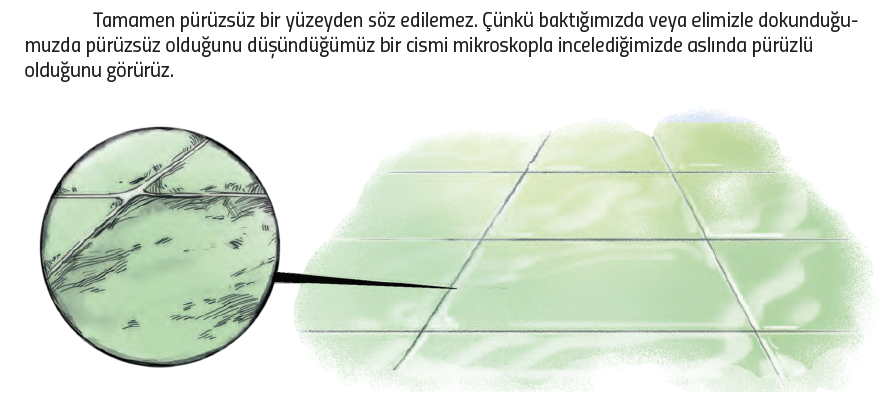 Tamamen pürüzsüz bir yüzeyden söz edilemez. Çünkü baktığımızda veya elimizle dokunduğu-
muzda pürüzsüz olduğunu düşündüğümüz bir cismi mikroskopla incelediğimizde aslında pürüzlü
olduğunu görürüz.